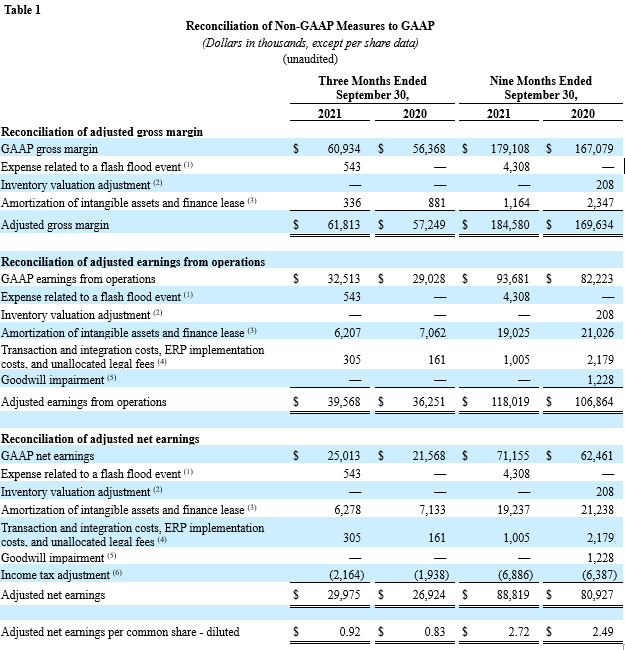 Table 1
Reconciliation of Non-GAAP Measures to GAAP
(Dollars in thousands, except per share data)
(unaudited)
Three Months Ended September 30, Nine Months Ended September 30,
2021 2020 2021 2020
Reconciliation of adjusted gross margin
GAAP gross margin $ 60,934 $ 56,368 $ 179,108 $ 167,079
Expense related to a flash flood event (1) 543 — 4,308 —
Inventory valuation adjustment (2) — — — 208
Amortization of intangible assets and finance lease (3) 336 881 1,164 2,347
Adjusted gross margin $ 61,813 $ 57,249 $ 184,580 $ 169,634
Reconciliation of adjusted earnings from operations
GAAP earnings from operations $ 32,513 $ 29,028 $ 93,681 $ 82,223
Expense related to a flash flood event (1) 543 — 4,308 —
Inventory valuation adjustment (2) — — — 208
Amortization of intangible assets and finance lease (3) 6,207 7,062 19,025 21,026
Transaction and integration costs, ERP implementation
costs, and unallocated legal fees (4) 305 161 1,005 2,179
Goodwill impairment (5) — — — 1,228
Adjusted earnings from operations $ 39,568 $ 36,251 $ 118,019 $ 106,864
Reconciliation of adjusted net earnings
GAAP net earnings $ 25,013 $ 21,568 $ 71,155 $ 62,461
Expense related to a flash flood event (1) 543 — 4,308 —
Inventory valuation adjustment (2) — — — 208
Amortization of intangible assets and finance lease (3) 6,278 7,133 19,237 21,238
Transaction and integration costs, ERP implementation
costs, and unallocated legal fees (4) 305 161 1,005 2,179
Goodwill impairment (5) — — — 1,228
Income tax adjustment (6) (2,164) (1,938) (6,886) (6,387)
Adjusted net earnings $ 29,975 $ 26,924 $ 88,819 $ 80,927
Adjusted net earnings per common share - diluted $ 0.92 $ 0.83 $ 2.72 $ 2.49